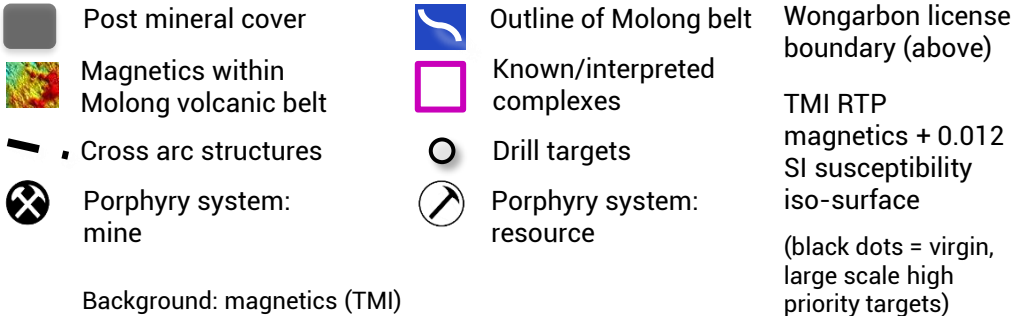 Post mineral cover
Magnetics within
Molong volcanic belt
Cross arc structures
Porphyry system:
mine
Background: magnetics (TMI)
Outline of Molong belt
Known/interpreted
complexes
Drill targets
Porphyry system:
resource
Wongarbon license
boundary (above)
TMI RTP
magnetics + 0.012
SI susceptibility
iso-surface
(black dots = virgin,
large scale high
priority targets)